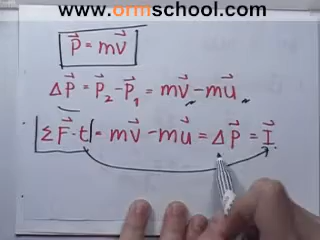 www.ormschool.com
P⃗ = mv⃗
ΔP⃗ = P⃗₂ - P⃗₁ = mv⃗ - mu⃗
ΣF⃗·t = mv⃗ - mu⃗ = ΔP⃗ = I⃗